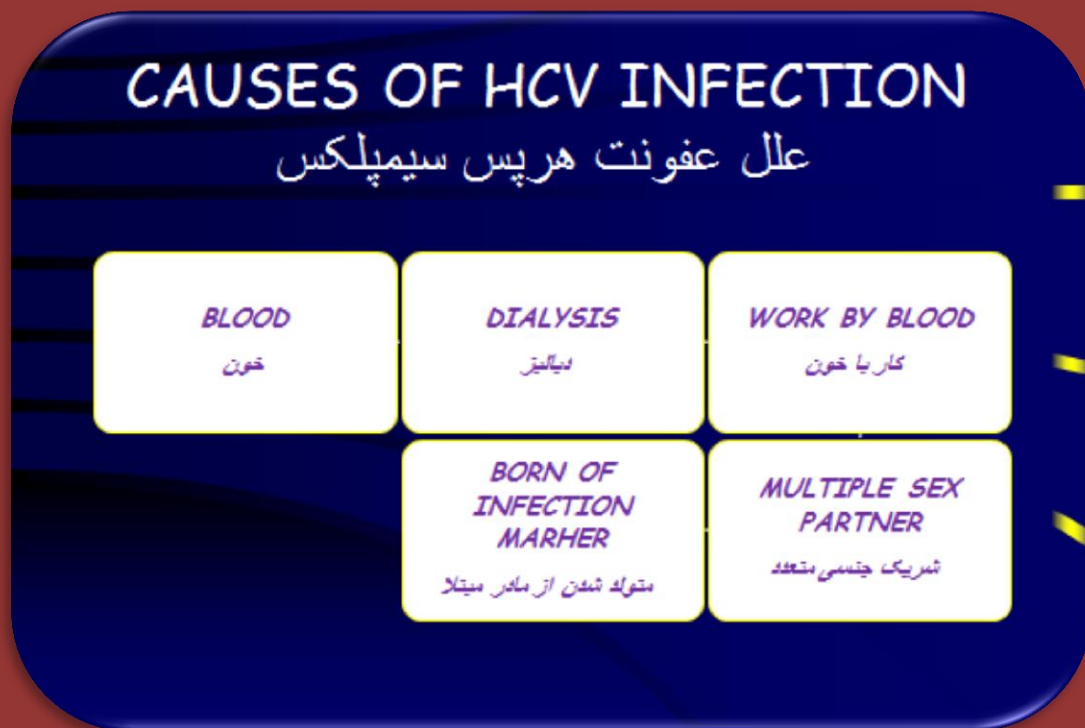 CAUSES OF HCV INFECTION
علل عفونت هرپس سیمپلکس
BLOOD
خون
DIALYSIS
دیالیز
WORK BY BLOOD
کار با خون
BORN OF
INFECTION
MARHER
متولد شدن از مادر مبتلا
MULTIPLE SEX
PARTNER
شریک جنسی متعدد